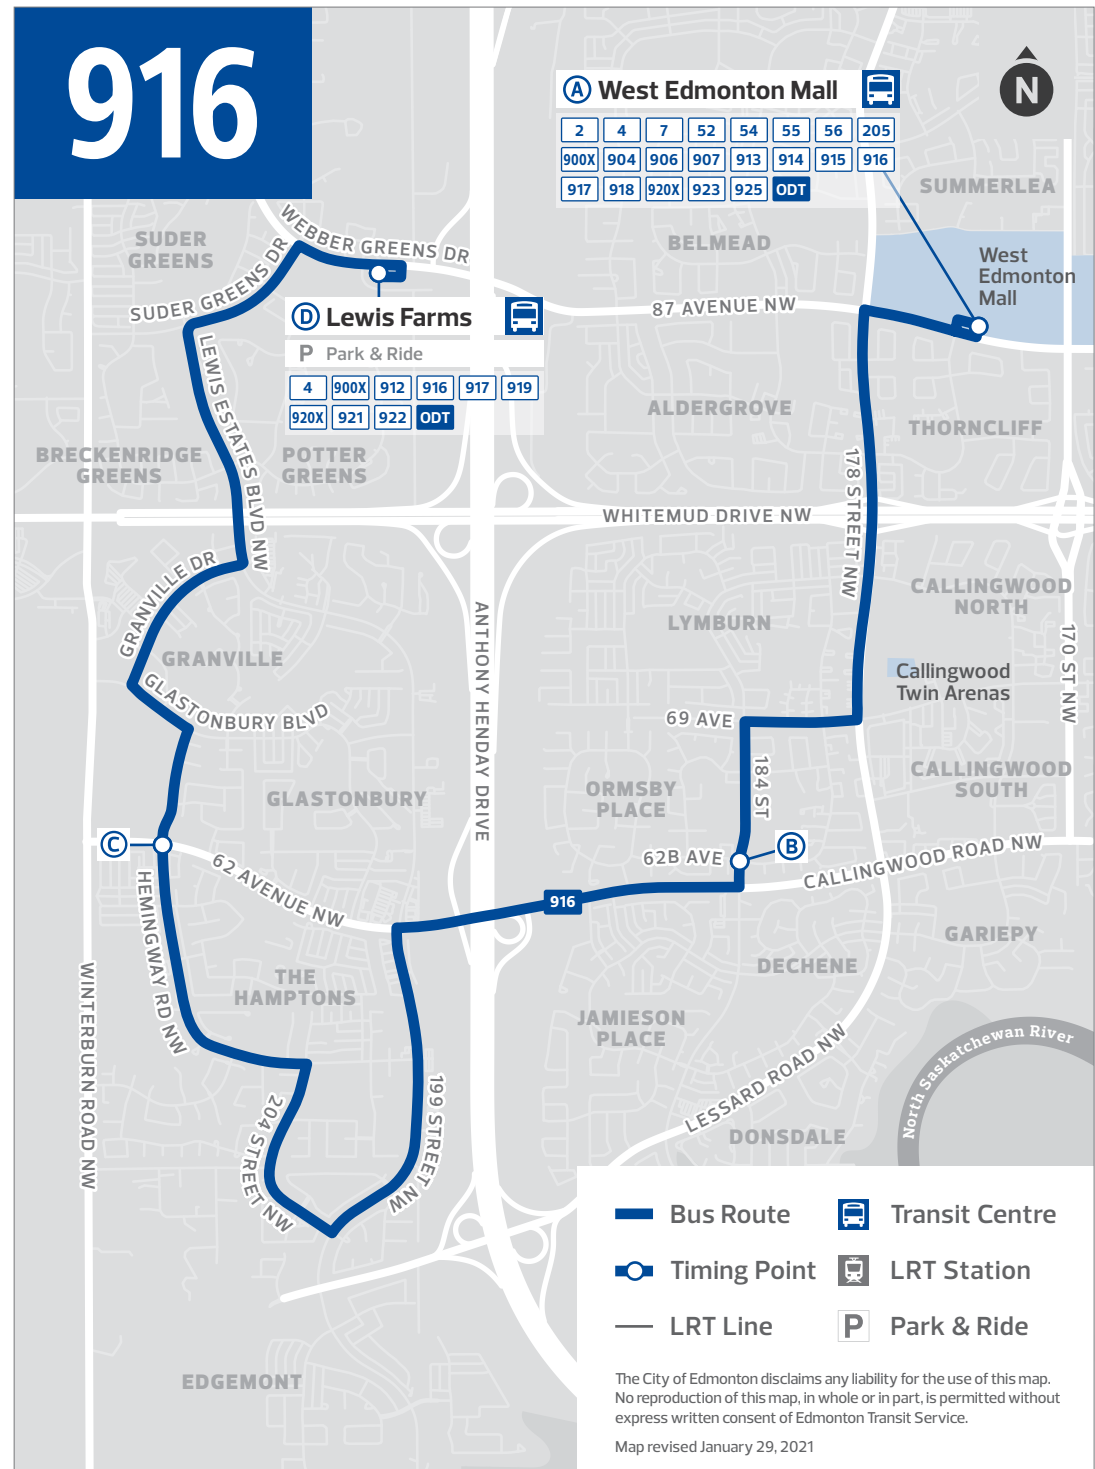 916
A West Edmonton Mall
2 4 7 52 54 55 56 205
900X 904 906 907 913 914 915 916
917 918 920X 923 925 ODT
N
SUMMERLEA
WEBBER GREENS DR
SUDER
GREENS
BELMEAD
West
Edmonton
Mall
SUDER GREENS DR
87 AVENUE NW
D Lewis Farms
P Park & Ride
4 900X 912 916 917 919
920X 921 922 ODT
LEWIS ESTATES BLVD NW
ALDERGROVE
THORNCLIFF
BRECKENRIDGE
GREENS
POTTER
GREENS
178 STREET NW
WHITEMUD DRIVE NW
GRANVILLE DR
CALLINGWOOD
NORTH
ANTHONY HENDAY DRIVE
LYMBURN
170 ST NW
GRANVILLE
Callingwood
Twin Arenas
GLASTONBURY BLVD
69 AVE
184 ST
CALLINGWOOD
SOUTH
ORMSBY
PLACE
GLASTONBURY
C
B
62B AVE
CALLINGWOOD ROAD NW
62 AVENUE NW
916
HEMINGWAY RD NW
GARIEPY
DECHENE
THE
HAMPTONS
WINTERBURN ROAD NW
JAMIESON
PLACE
North Saskatchewan River
LESSARD ROAD NW
199 STREET NW
204 STREET NW
DONSDALE
Bus Route
Transit Centre
Timing Point
LRT Station
LRT Line
P Park & Ride
EDGEMONT
The City of Edmonton disclaims any liability for the use of this map.
No reproduction of this map, in whole or in part, is permitted without
express written consent of Edmonton Transit Service.
Map revised January 29, 2021